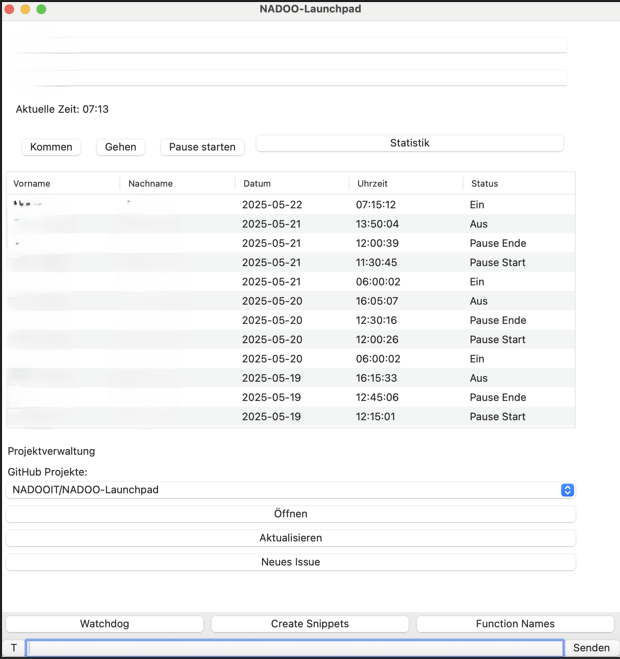 NADOO-Launchpad
Aktuelle Zeit: 07:13
Kommen Gehen Pause starten Statistik
Vorname Nachname Datum Uhrzeit Status
2025-05-22 07:15:12 Ein
2025-05-21 13:50:04 Aus
2025-05-21 12:00:39 Pause Ende
2025-05-21 11:30:45 Pause Start
2025-05-21 06:00:02 Ein
2025-05-20 16:05:07 Aus
2025-05-20 12:30:16 Pause Ende
2025-05-20 12:00:26 Pause Start
2025-05-20 06:00:02 Ein
2025-05-19 16:15:33 Aus
2025-05-19 12:45:06 Pause Ende
2025-05-19 12:15:01 Pause Start
Projektverwaltung
GitHub Projekte:
NADOOIT/NADOO-Launchpad
Öffnen
Aktualisieren
Neues Issue
Watchdog Create Snippets Function Names
T Senden